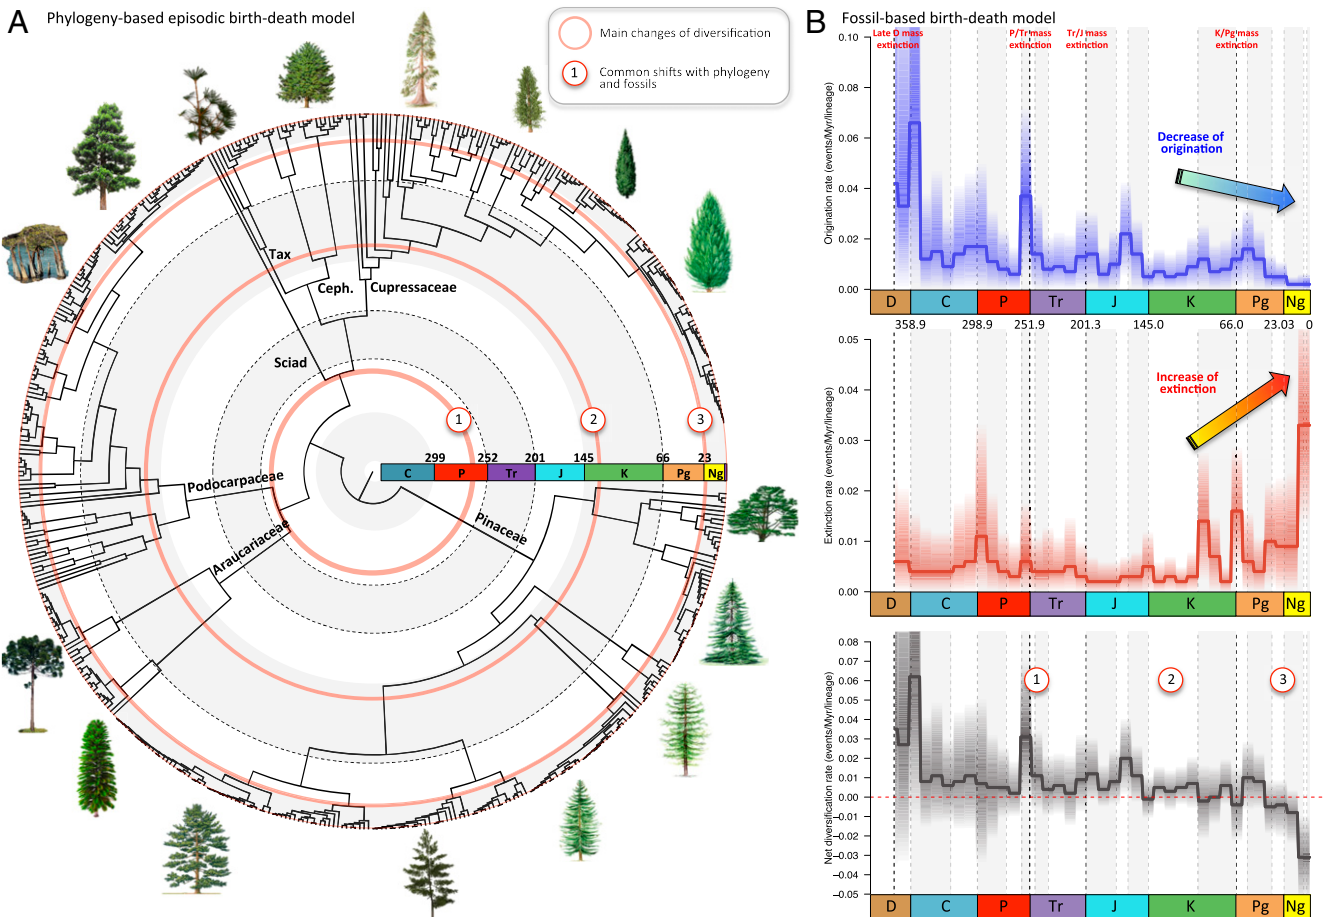 A Phylogeny-based episodic birth-death model
Main changes of diversification
1
Common shifts with phylogeny
and fossils
Tax
Ceph.
Cupressaceae
Sciad
1
2
3
299
252
201
145
66
23
C
P
Tr
J
K
Pg
Ng
Podocarpaceae
Araucariaceae
Pinaceae
B Fossil-based birth-death model
Late D mass
extinction
P/Tr mass
extinction
Tr/J mass
extinction
K/Pg mass
extinction
Origination rate (events/Myr/lineage)
0.10
0.08
0.06
0.04
0.02
0.00
Decrease of
origination
D
C
P
Tr
J
K
Pg
Ng
358.9
298.9
251.9
201.3
145.0
66.0
23.03
0
Extinction rate (events/Myr/lineage)
0.05
0.04
0.03
0.02
0.01
0.00
Increase of
extinction
D
C
P
Tr
J
K
Pg
Ng
Net diversification rate (events/Myr/lineage)
0.08
0.07
0.06
0.05
0.04
0.03
0.02
0.01
0.00
−0.01
−0.02
−0.03
−0.04
−0.05
1
2
3
D
C
P
Tr
J
K
Pg
Ng